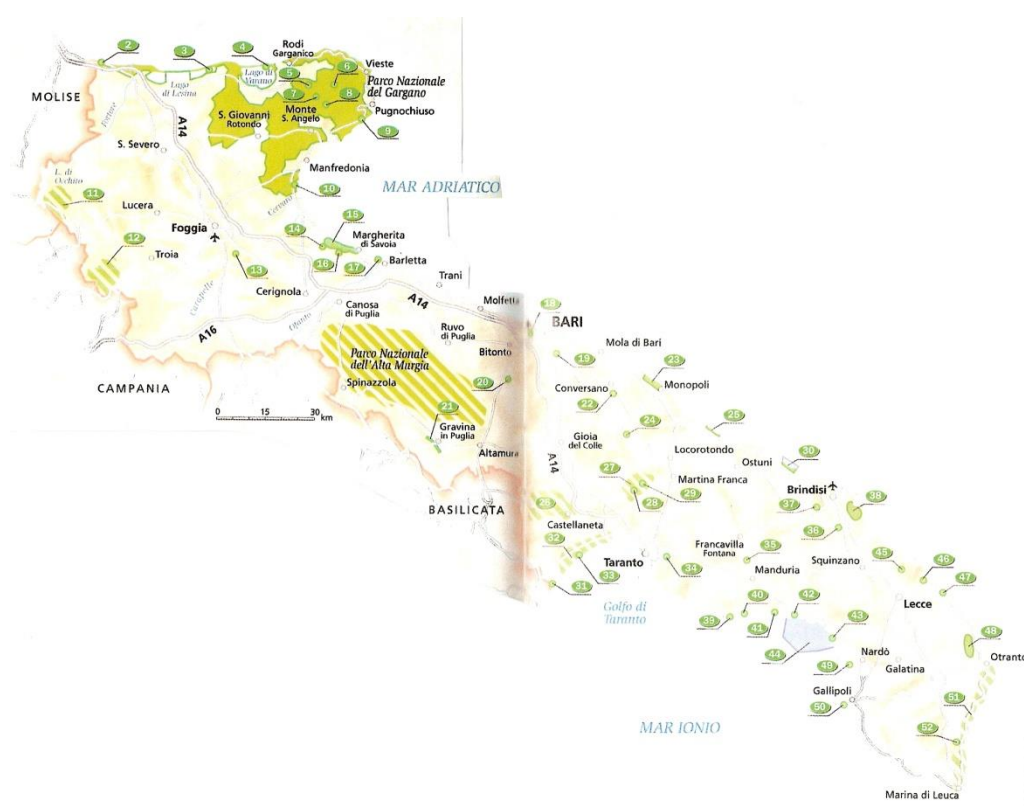 2
3
4
Rodi
Garganico
Lago di
Lesina
Lago di
Varano
5
6
Vieste
Parco Nazionale
del Gargano
MOLISE
7
8
Pugnochiuso
S. Giovanni
Rotondo
Monte
S. Angelo
9
Fortore
A14
S. Severo
Manfredonia
L. di
Occhito
10
MAR ADRIATICO
11
Lucera
Cervaro
15
Foggia
14
Margherita
di Savoia
12
Troia
13
16
17
Barletta
Trani
Carapelle
Cerignola
A14
Molfetta
Canosa
di Puglia
Ofanto
18
BARI
A16
Ruvo
di Puglia
Bitonto
19
Mola di Bari
Parco Nazionale
dell'Alta Murgia
23
Monopoli
CAMPANIA
Spinazzola
20
Conversano
22
0 15 30 km
21
Gravina
in Puglia
24
25
Gioia
del Colle
Altamura
A14
Locorotondo
Ostuni
30
27
Martina Franca
28
29
Brindisi
37
38
BASILICATA
26
Castellaneta
36
32
Francavilla
Fontana
35
Taranto
33
34
Manduria
Squinzano
45
46
47
31
Lecce
Golfo di
Taranto
39
40
41
42
43
44
48
Nardò
Otranto
49
Galatina
Gallipoli
50
51
MAR IONIO
52
Marina di Leuca